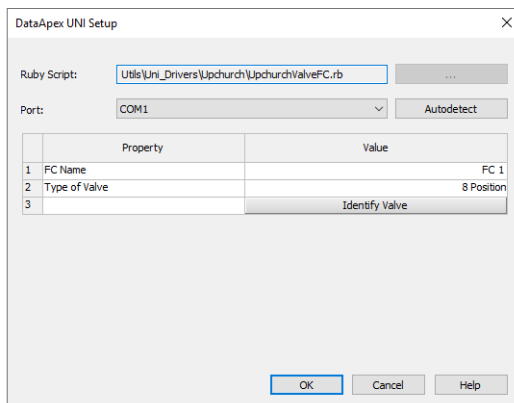 DataApex UNI Setup
Ruby Script: Utils\Uni_Drivers\Upchurch\UpchurchValveFC.rb ...
Port: COM1 Autodetect
Property Value
1 FC Name FC 1
2 Type of Valve 8 Position
3 Identify Valve
OK Cancel Help